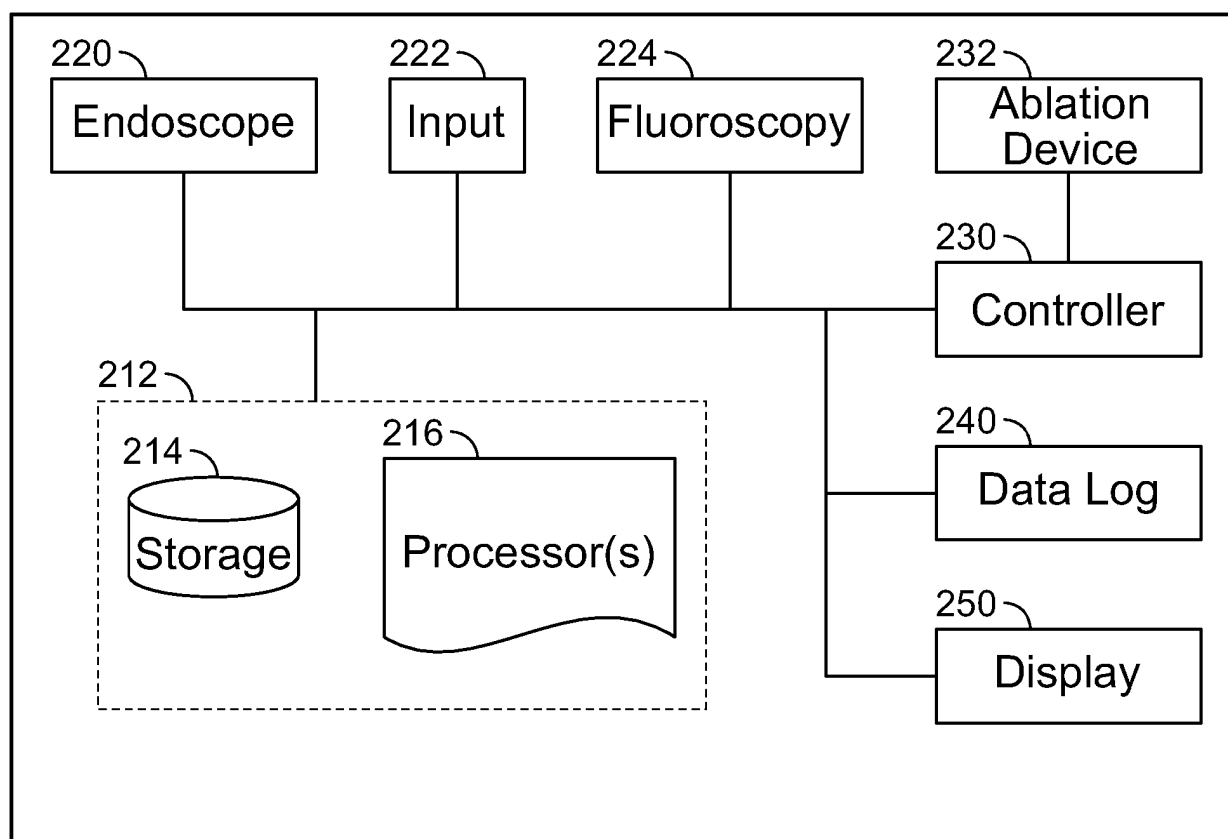 220
Endoscope
222
Input
224
Fluoroscopy
232
Ablation
Device
230
Controller
212
214
Storage
216
Processor(s)
240
Data Log
250
Display